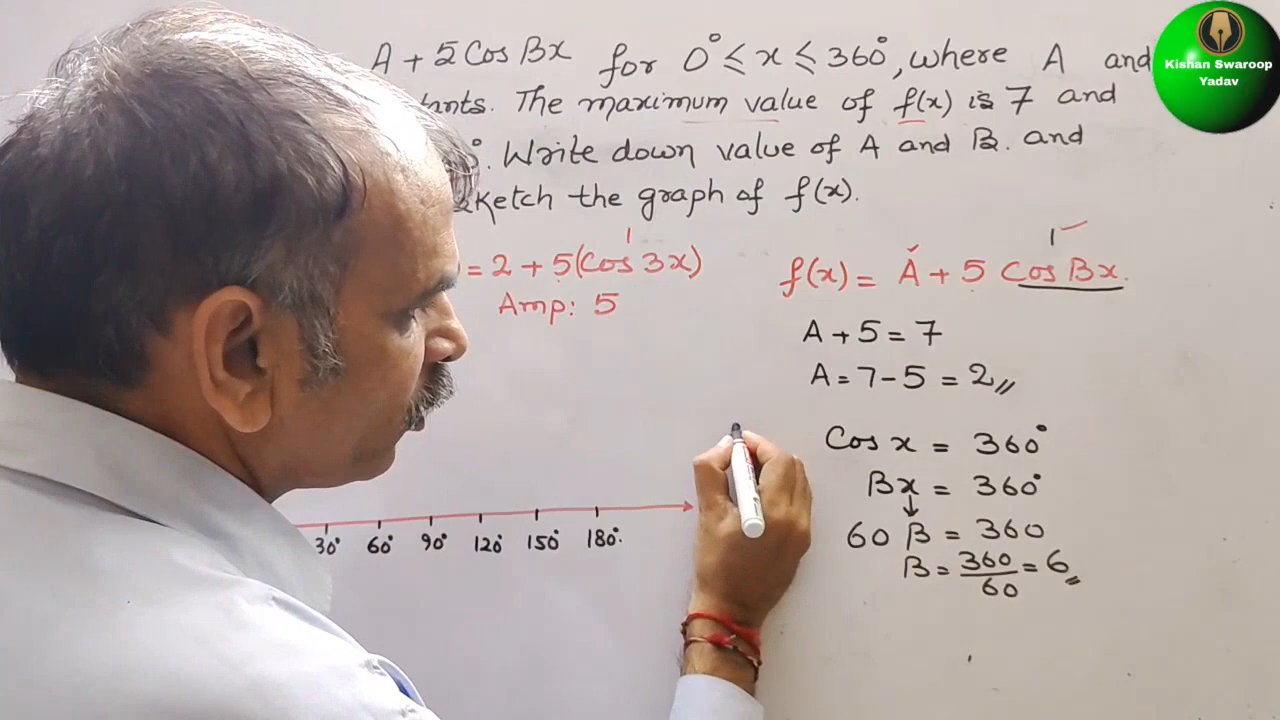 A + 5 Cos Bx for 0° ≤ x ≤ 360°, where A and
tants. The maximum value of f(x) is 7 and
°. Write down value of A and B. and
sketch the graph of f(x).
= 2 + 5(Cos 3x)
1
Amp: 5
30° 60° 90° 120° 150° 180°.
f(x) = A + 5 Cos Bx.
1
A + 5 = 7
A = 7 - 5 = 2
Cos x = 360°
Bx = 360°
60 B = 360
B = 360/60 = 6
Kishan Swaroop
Yadav